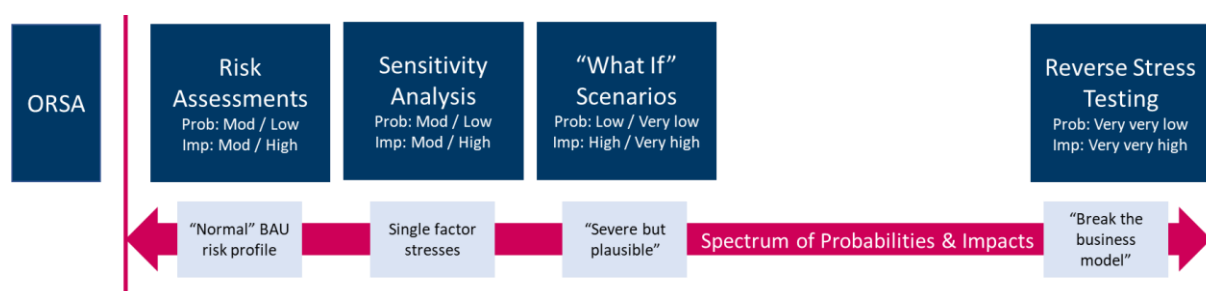 ORSA
Risk
Assessments
Prob: Mod / Low
Imp: Mod / High
Sensitivity
Analysis
Prob: Mod / Low
Imp: Mod / High
“What If”
Scenarios
Prob: Low / Very low
Imp: High / Very high
Reverse Stress
Testing
Prob: Very very low
Imp: Very very high
“Normal” BAU
risk profile
Single factor
stresses
“Severe but
plausible”
Spectrum of Probabilities & Impacts
“Break the
business
model”